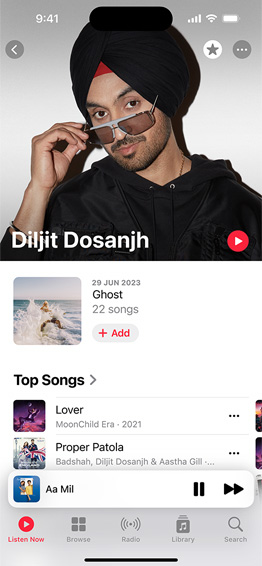 9:41
Diljit Dosanjh
29 JUN 2023
Ghost
22 songs
+ Add
Top Songs >
Lover
MoonChild Era · 2021
Proper Patola
Badshah, Diljit Dosanjh & Aastha Gill · ...
Aa Mil
Listen Now
Browse
Radio
Library
Search